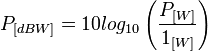 P_{[dBW]} = 10log_{10} \left( \frac{P_{[W]}}{1_{[W]}} \right)